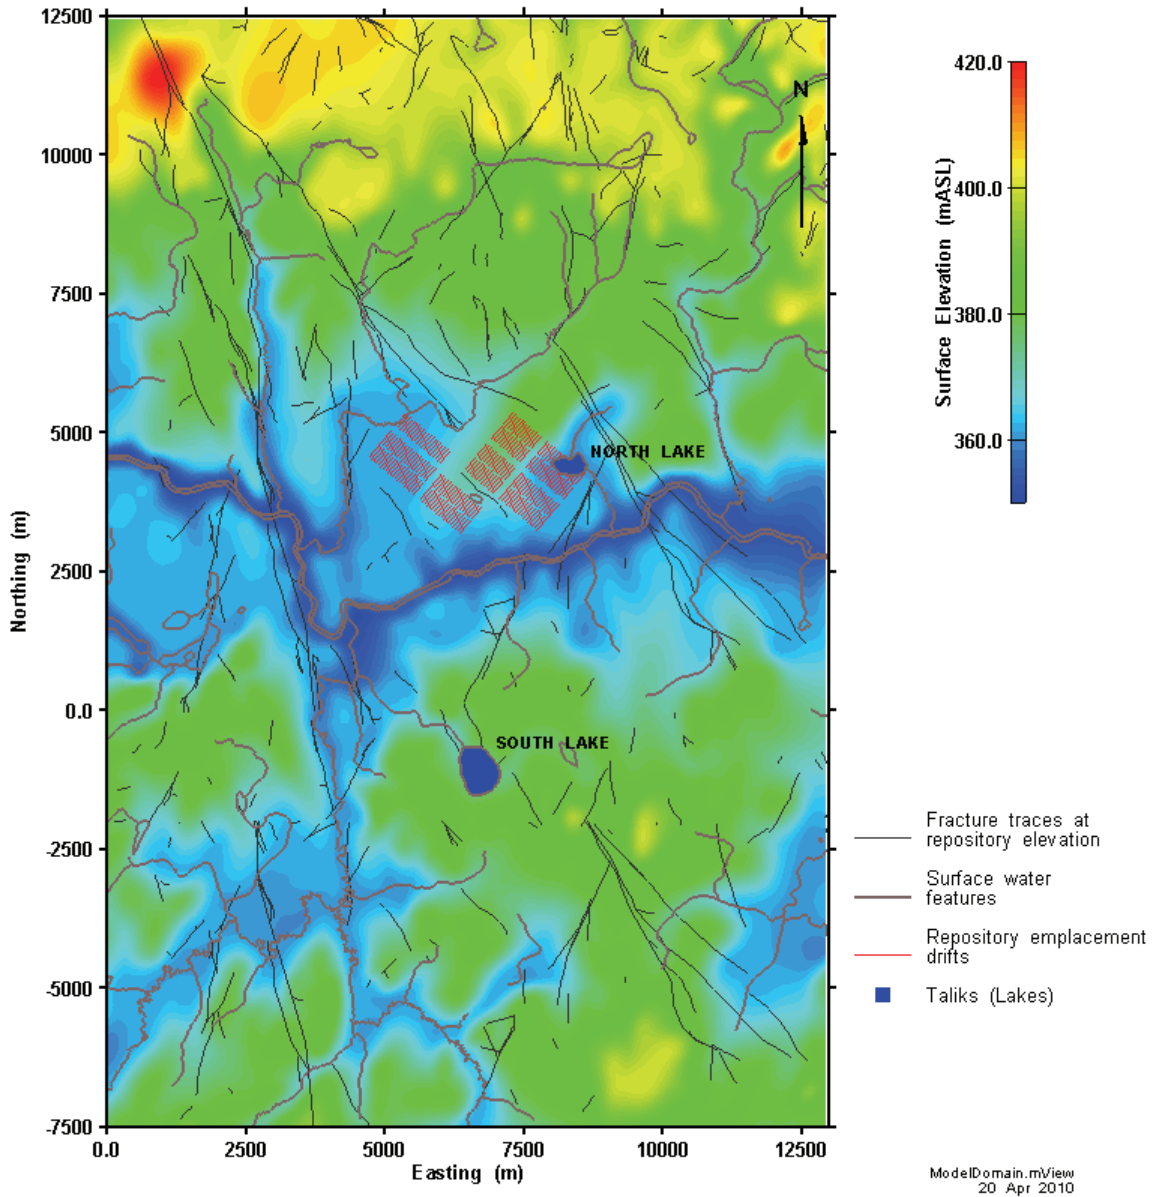 12500
10000
7500
5000
2500
0.0
-2500
-5000
-7500
Northing (m)
0.0
2500
5000
7500
10000
12500
Easting (m)
N
NORTH LAKE
SOUTH LAKE
420.0
400.0
380.0
360.0
Surface Elevation (mASL)
Fracture traces at
repository elevation
Surface water
features
Repository emplacement
drifts
Taliks (Lakes)
ModelDomain.mView
20 Apr 2010